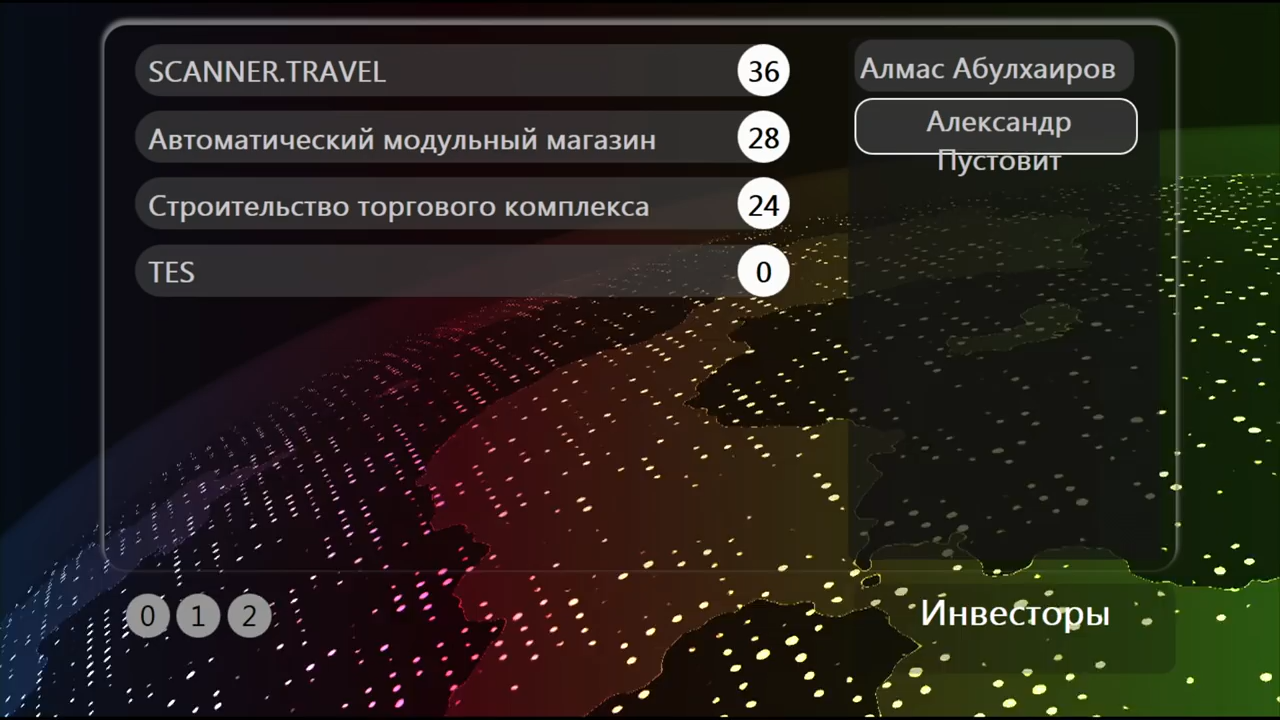 SCANNER.TRAVEL 36
Автоматический модульный магазин 28
Строительство торгового комплекса 24
TES 0
Алмас Абулхаиров
Александр
Пустовит
0 1 2
Инвесторы